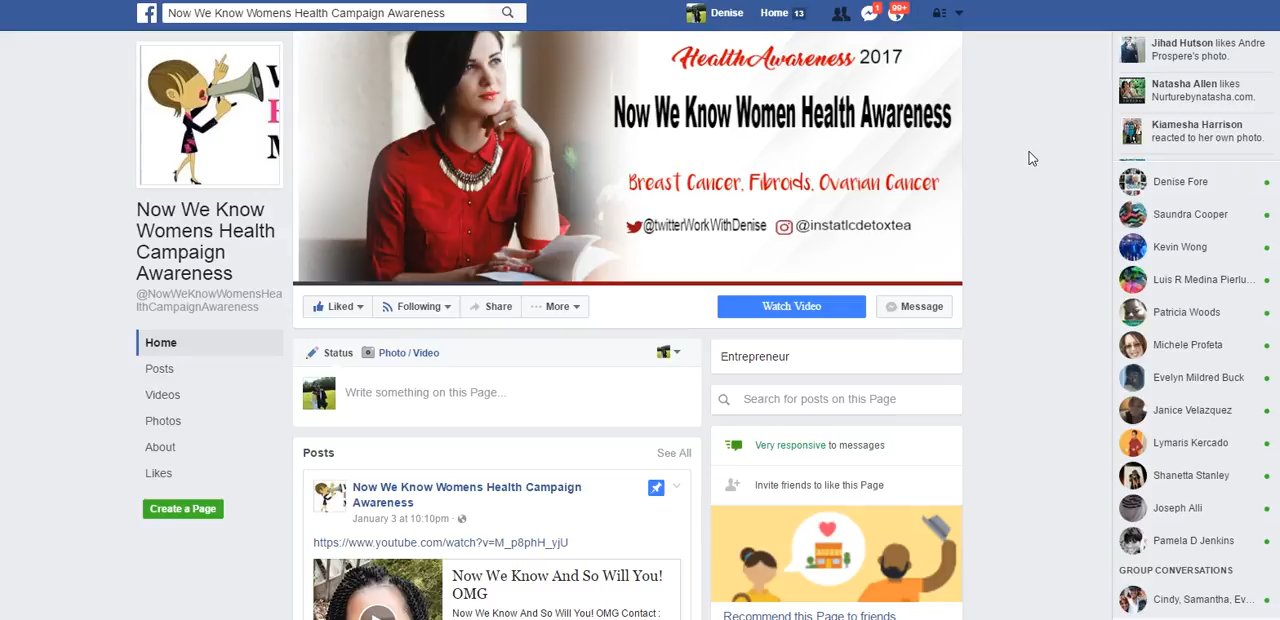 Now We Know Womens Health Campaign Awareness
Denise
Home 13
1
99+
HealthAwareness 2017
Now We Know Women Health Awareness
Breast Cancer, Fibroids, Ovarian Cancer
@twitterWorkWithDenise @instatlcdetoxtea
Now We Know
Womens Health
Campaign
Awareness
@NowWeKnowWomensHea
lthCampaignAwareness
Home
Posts
Videos
Photos
About
Likes
Create a Page
Liked
Following
Share
More
Watch Video
Message
Status
Photo / Video
Write something on this Page...
Posts
See All
Now We Know Womens Health Campaign
Awareness
January 3 at 10:10pm
https://www.youtube.com/watch?v=M_p8phH_yjU
Now We Know And So Will You!
OMG
Now We Know And So Will You! OMG Contact :
Entrepreneur
Search for posts on this Page
Very responsive to messages
Invite friends to like this Page
Recommend this Page to friends
Jihad Hutson likes Andre
Prospere's photo.
Natasha Allen likes
Nurturebynatasha.com.
Kiamesha Harrison
reacted to her own photo.
Denise Fore
Saundra Cooper
Kevin Wong
Luis R Medina Pierlu...
Patricia Woods
Michele Profeta
Evelyn Mildred Buck
Janice Velazquez
Lymaris Kercado
Shanetta Stanley
Joseph Alli
Pamela D Jenkins
GROUP CONVERSATIONS
Cindy, Samantha, Ev...